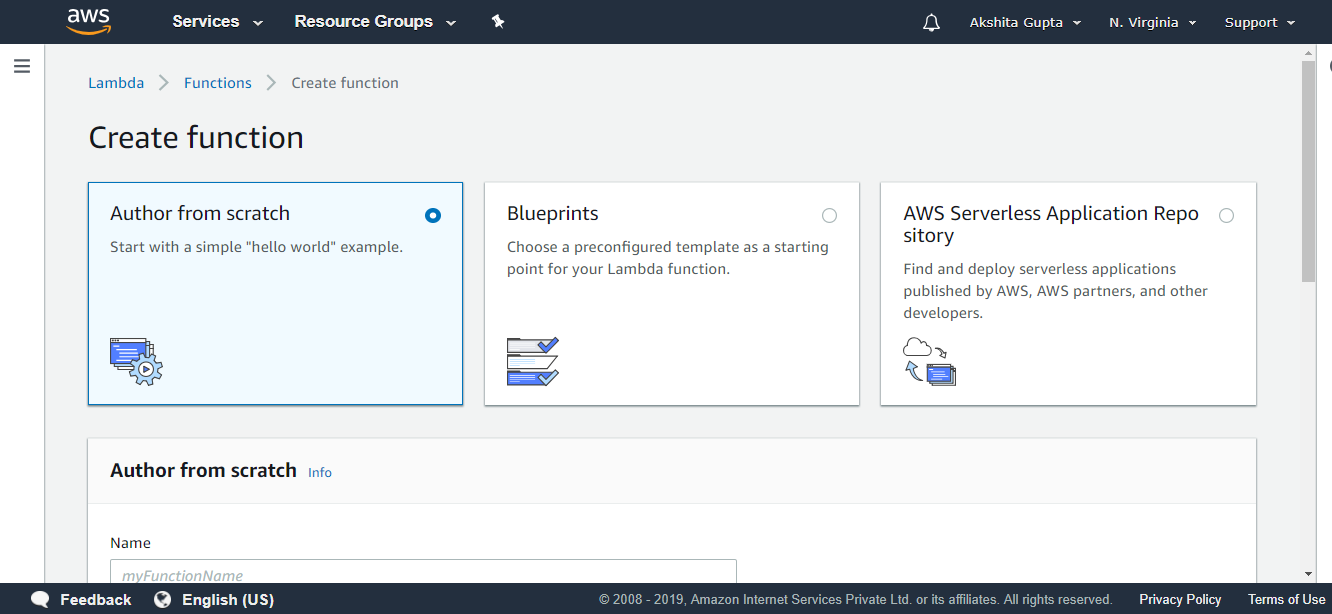 aws Services Resource Groups Akshita Gupta N. Virginia Support
Lambda Functions Create function
Create function
Author from scratch
Start with a simple "hello world" example.
Blueprints
Choose a preconfigured template as a starting
point for your Lambda function.
AWS Serverless Application Repo
sitory
Find and deploy serverless applications
published by AWS, AWS partners, and other
developers.
Author from scratch Info
Name
myFunctionName
Feedback English (US) © 2008 - 2019, Amazon Internet Services Private Ltd. or its affiliates. All rights reserved. Privacy Policy Terms of Use